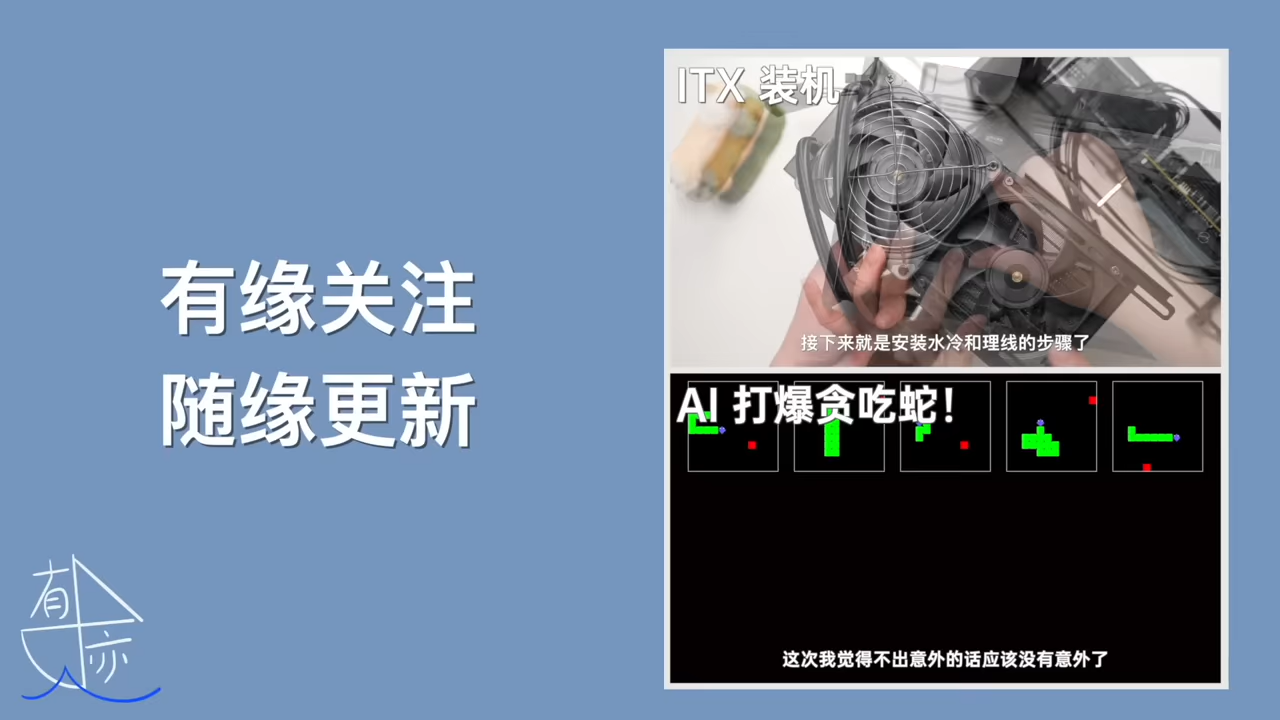 有缘关注
随缘更新
有
亦
ITX 装机
接下来就是安装水冷和理线的步骤了
AI 打爆贪吃蛇！
这次我觉得不出意外的话应该没有意外了